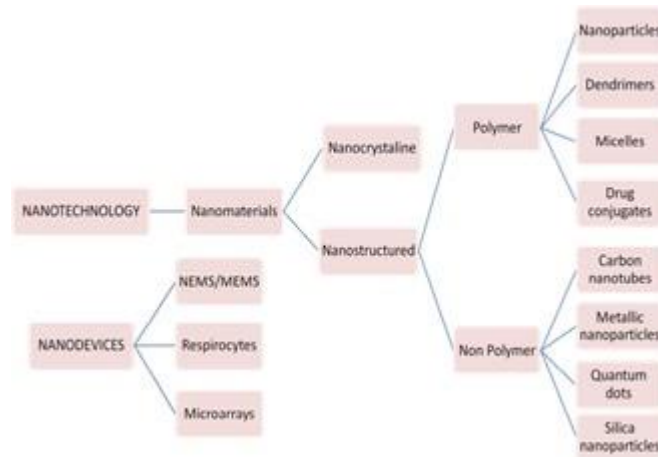 Nanoparticles
Dendrimers
Polymer
Micelles
Nanocrystaline
Drug
conjugates
NANOTECHNOLOGY
Nanomaterials
Nanostructured
Carbon
nanotubes
NEMS/MEMS
Metallic
nanoparticles
NANODEVICES
Respirocytes
Non Polymer
Quantum
dots
Microarrays
Silica
nanoparticles